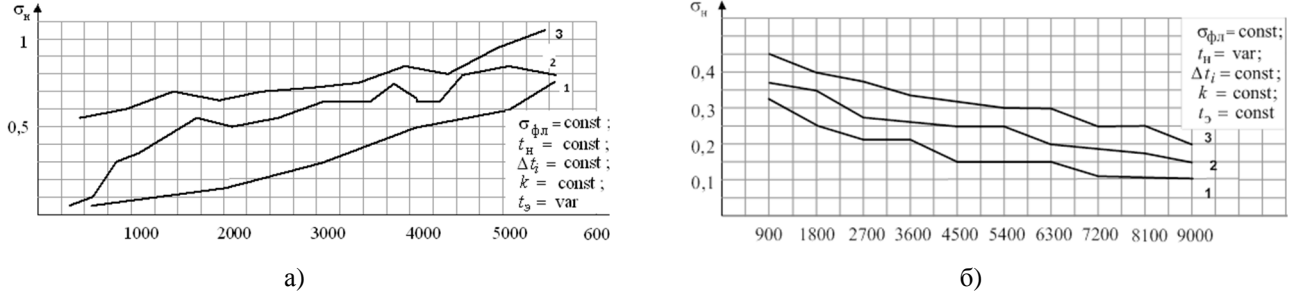 σн
1
0,5
3
2
1
σфл = const ;
tн = const ;
Δti = const ;
k = const ;
tэ = var
1000 2000 3000 4000 5000 600
а)
σн
0,4
0,3
0,2
0,1
σфл = const;
tн = var;
Δti = const;
k = const;
tэ = const
3
2
1
900 1800 2700 3600 4500 5400 6300 7200 8100 9000
б)